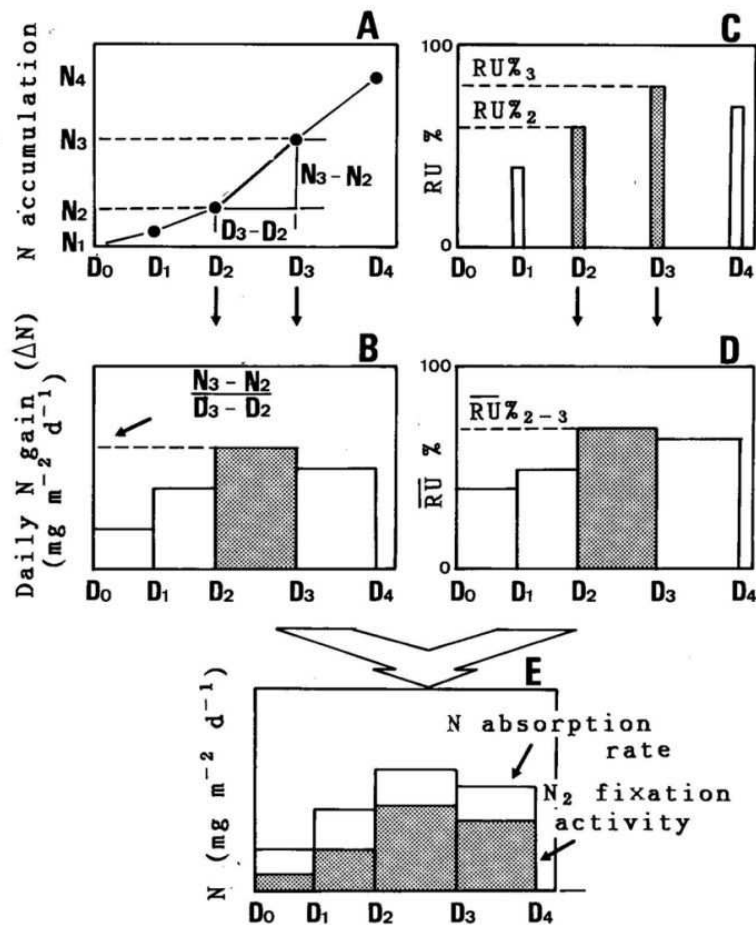 A
N accumulation
N₄
N₃
N₂
N₁
N₃-N₂
D₃-D₂
D₀ D₁ D₂ D₃ D₄
C
100
RU%₃
RU%₂
RU %
0
D₀ D₁ D₂ D₃ D₄
B
Daily N gain (ΔN)
(mg m⁻² d⁻¹)
N₃-N₂
D₃-D₂
D₀ D₁ D₂ D₃ D₄
D
100
R̅U̅%₂₋₃
R̅U̅ %
0
D₀ D₁ D₂ D₃ D₄
E
N (mg m⁻² d⁻¹)
N absorption
rate
N₂ fixation
activity
D₀ D₁ D₂ D₃ D₄